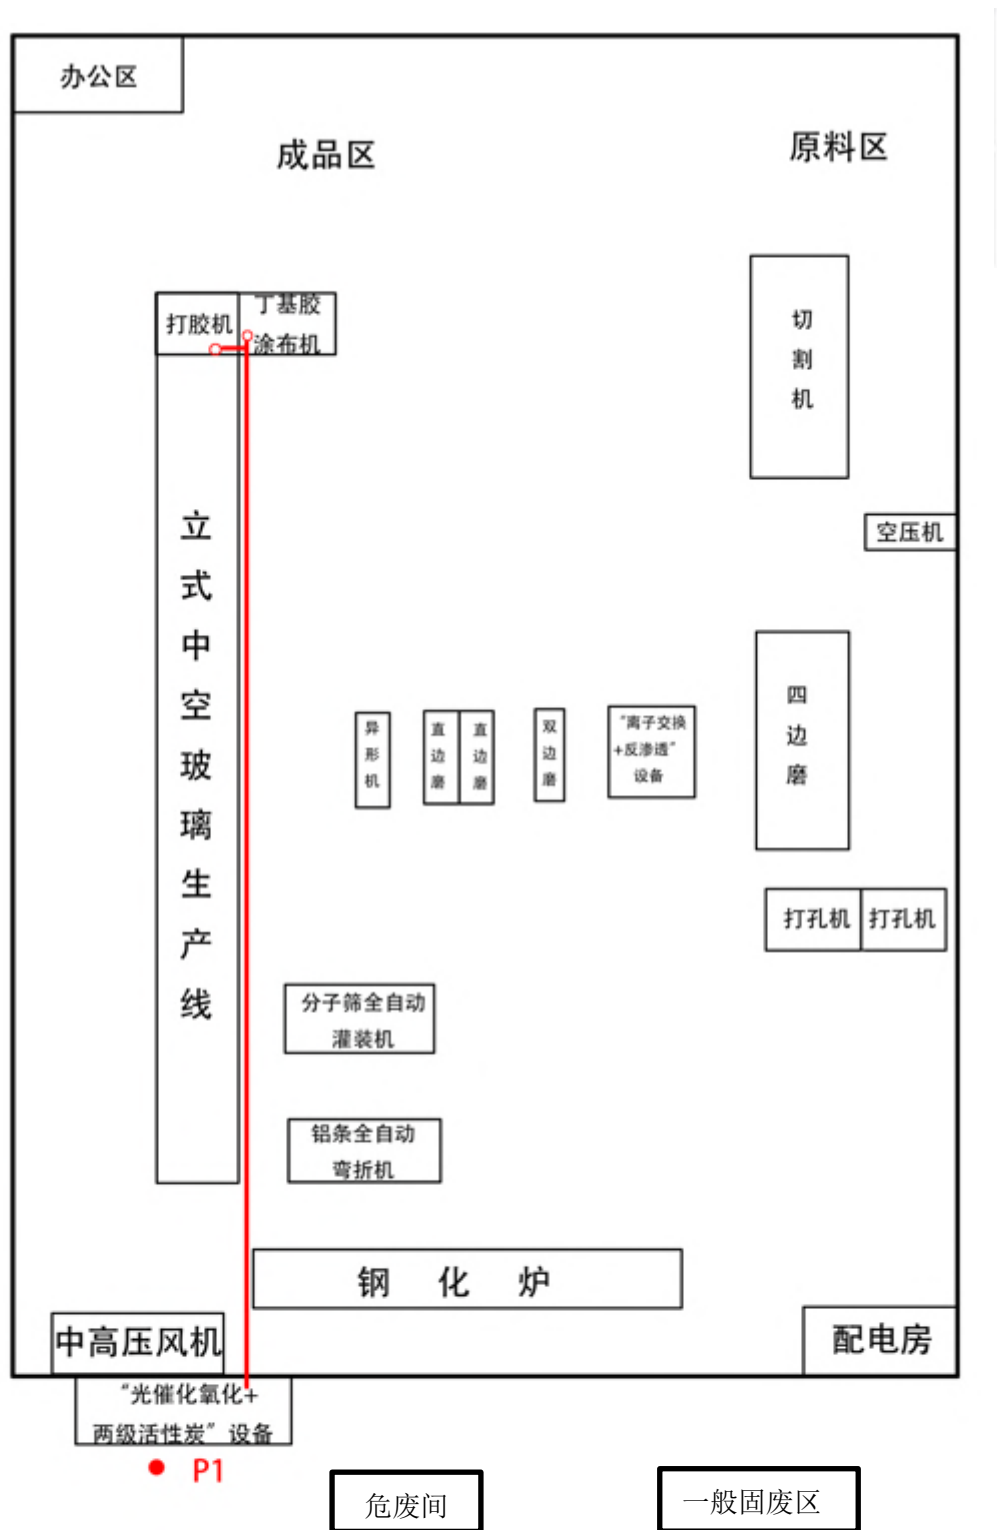 办公区
成品区
原料区
打胶机
丁基胶
涂布机
切割机
空压机
立式中空玻璃生产线
异形机
直边磨
直边磨
双边磨
“离子交换
+反渗透”
设备
四边磨
打孔机
打孔机
分子筛全自动
灌装机
铝条全自动
弯折机
钢化炉
中高压风机
配电房
“光催化氧化+
两级活性炭”设备
P1
危废间
一般固废区